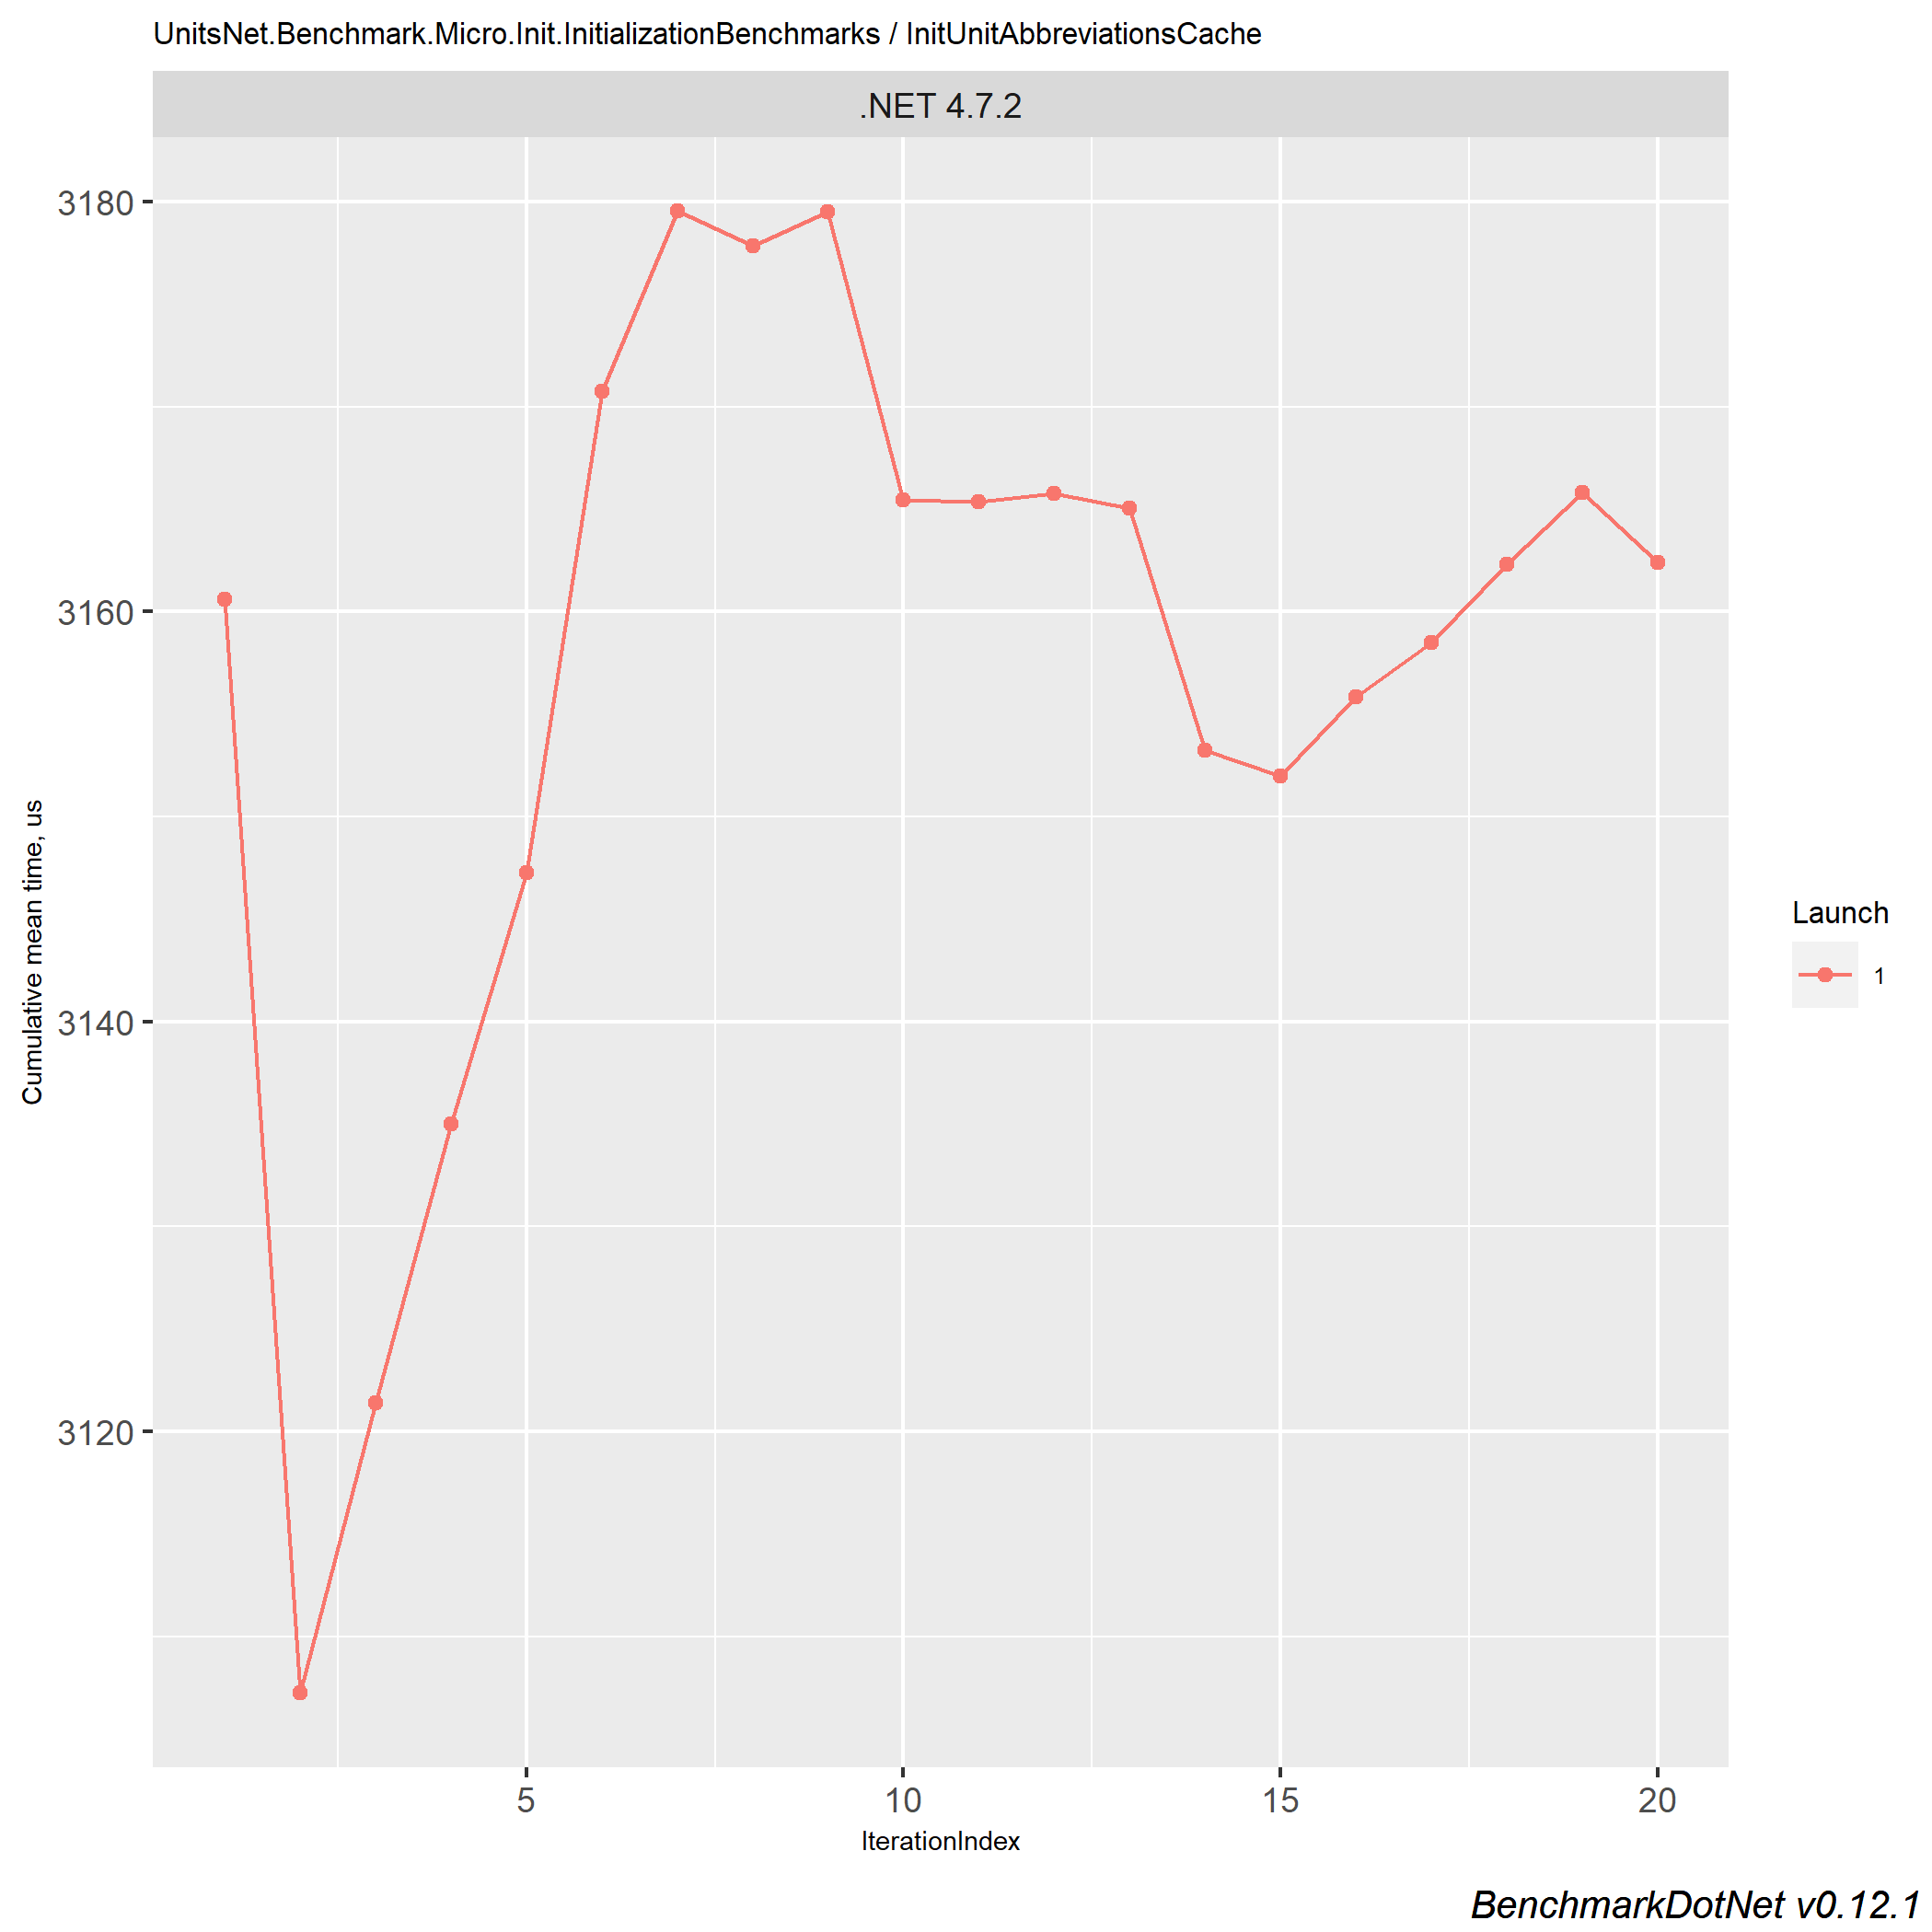 UnitsNet.Benchmark.Micro.Init.InitializationBenchmarks / InitUnitAbbreviationsCache
.NET 4.7.2
3180
3160
3140
3120
Cumulative mean time, us
5 10 15 20
IterationIndex
Launch
1
BenchmarkDotNet v0.12.1